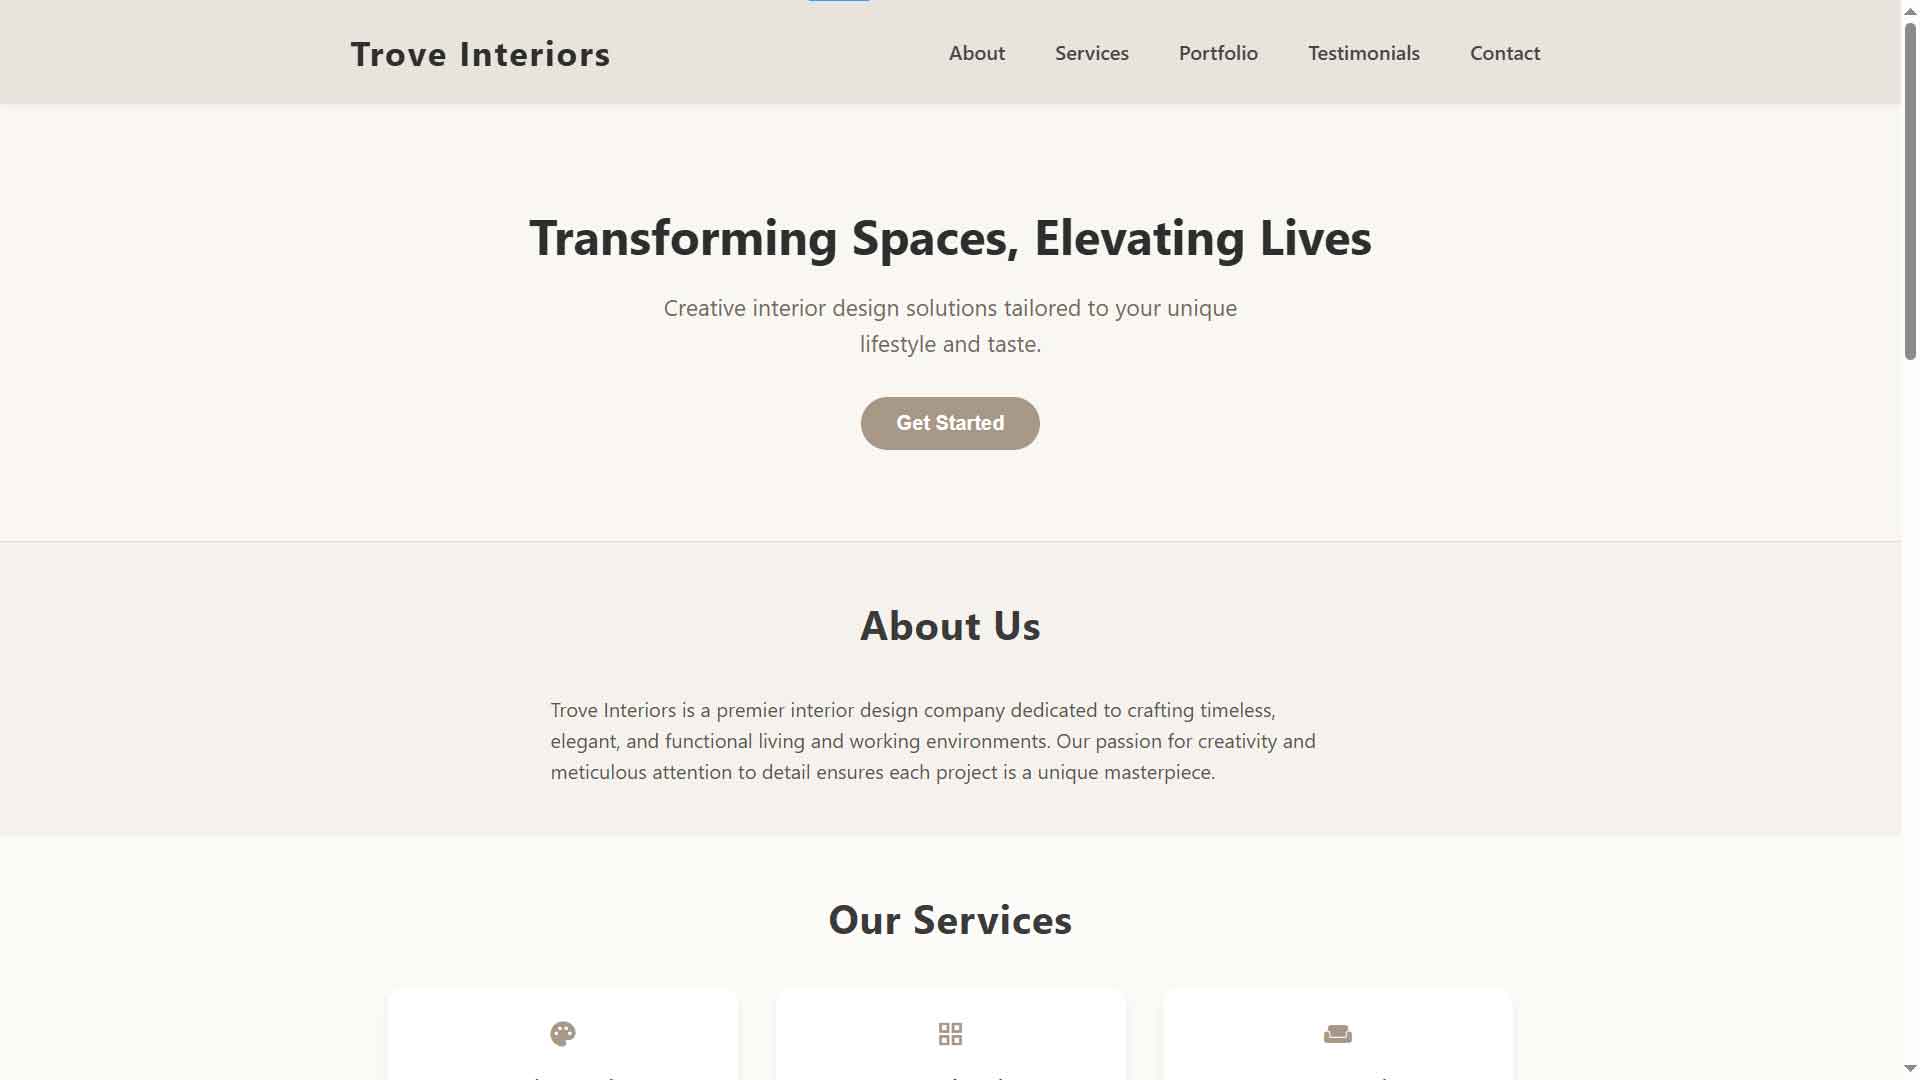 Trove Interiors
About
Services
Portfolio
Testimonials
Contact
Transforming Spaces, Elevating Lives
Creative interior design solutions tailored to your unique
lifestyle and taste.
Get Started
About Us
Trove Interiors is a premier interior design company dedicated to crafting timeless,
elegant, and functional living and working environments. Our passion for creativity and
meticulous attention to detail ensures each project is a unique masterpiece.
Our Services